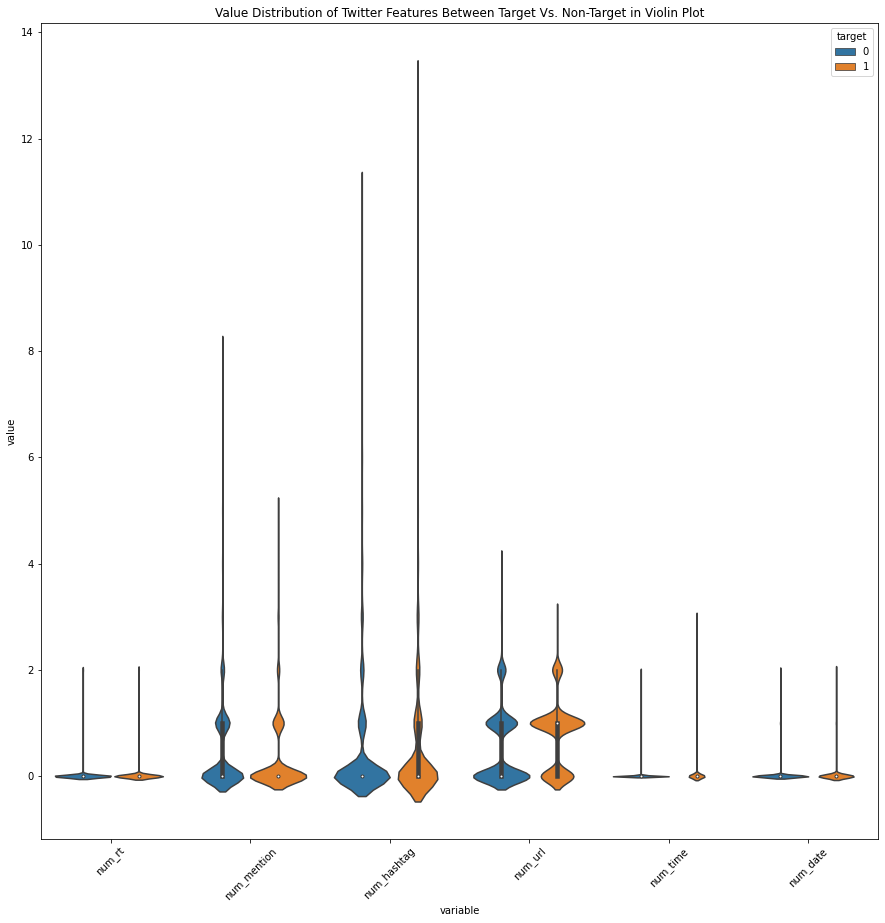 Value Distribution of Twitter Features Between Target Vs. Non-Target in Violin Plot
target
0
1
14
12
10
8
6
4
2
0
value
num_rt
num_mention
num_hashtag
num_url
num_time
num_date
variable